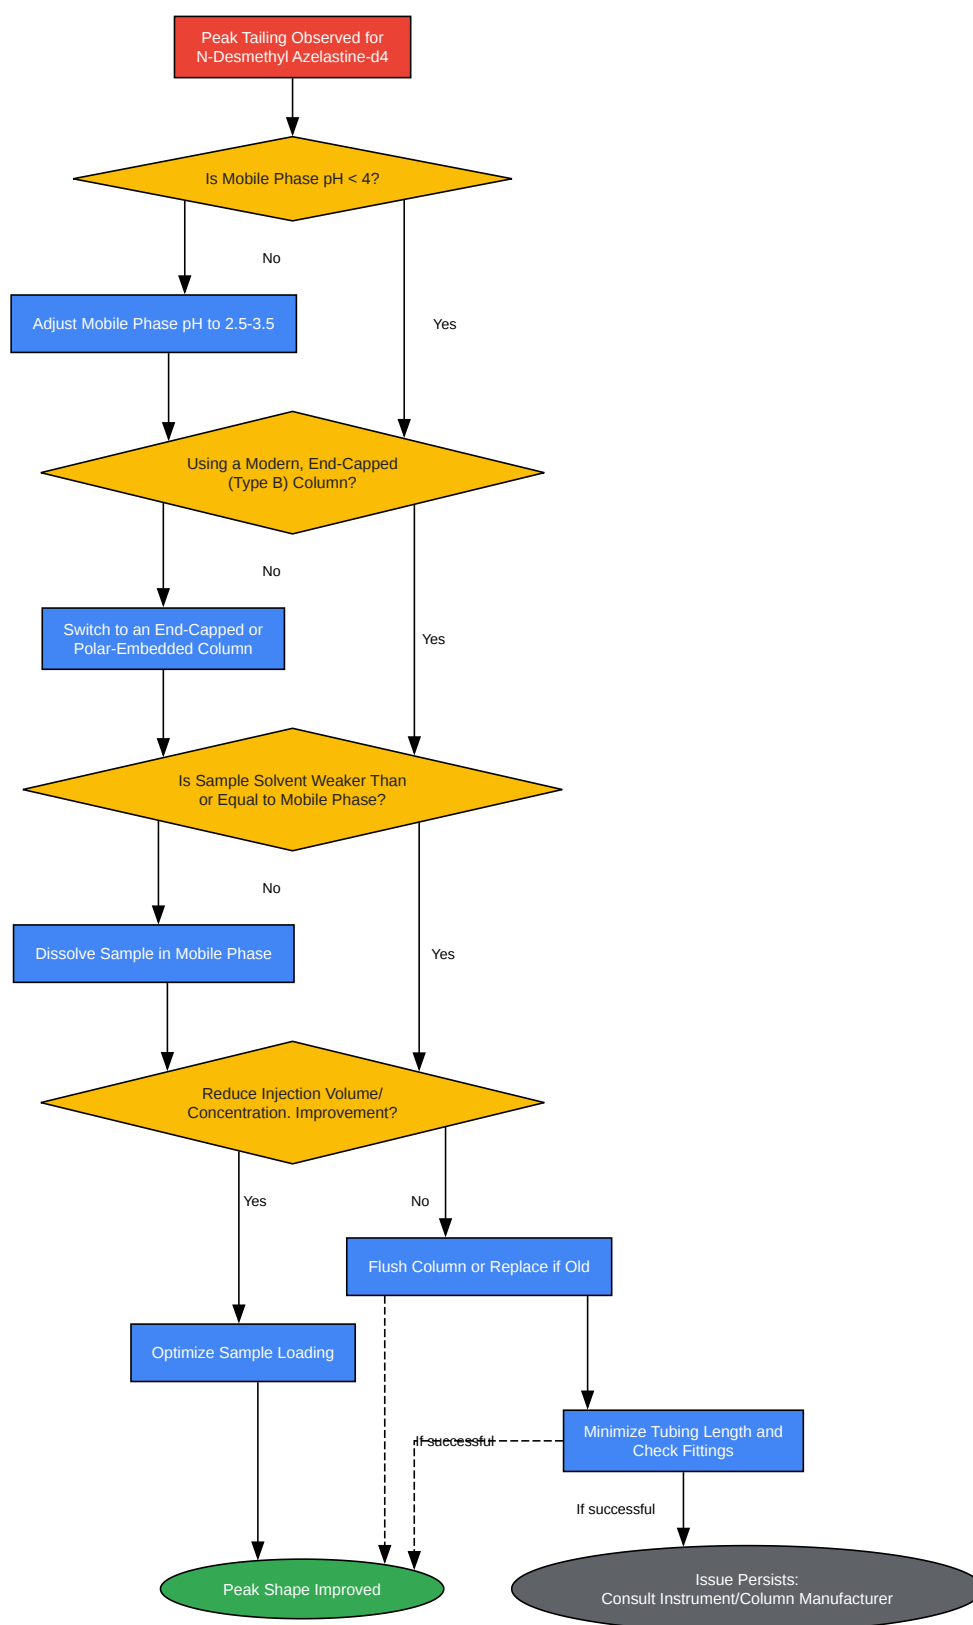 Peak Tailing Observed for
N-Desmethyl Azelastine-d4
Is Mobile Phase pH < 4?
No
Adjust Mobile Phase pH to 2.5-3.5
Yes
Using a Modern, End-Capped
(Type B) Column?
No
Switch to an End-Capped or
Polar-Embedded Column
Yes
Is Sample Solvent Weaker Than
or Equal to Mobile Phase?
No
Dissolve Sample in Mobile Phase
Yes
Reduce Injection Volume/
Concentration. Improvement?
Yes
No
Flush Column or Replace if Old
Optimize Sample Loading
Minimize Tubing Length and
Check Fittings
If successful
If successful
Peak Shape Improved
Issue Persists:
Consult Instrument/Column Manufacturer